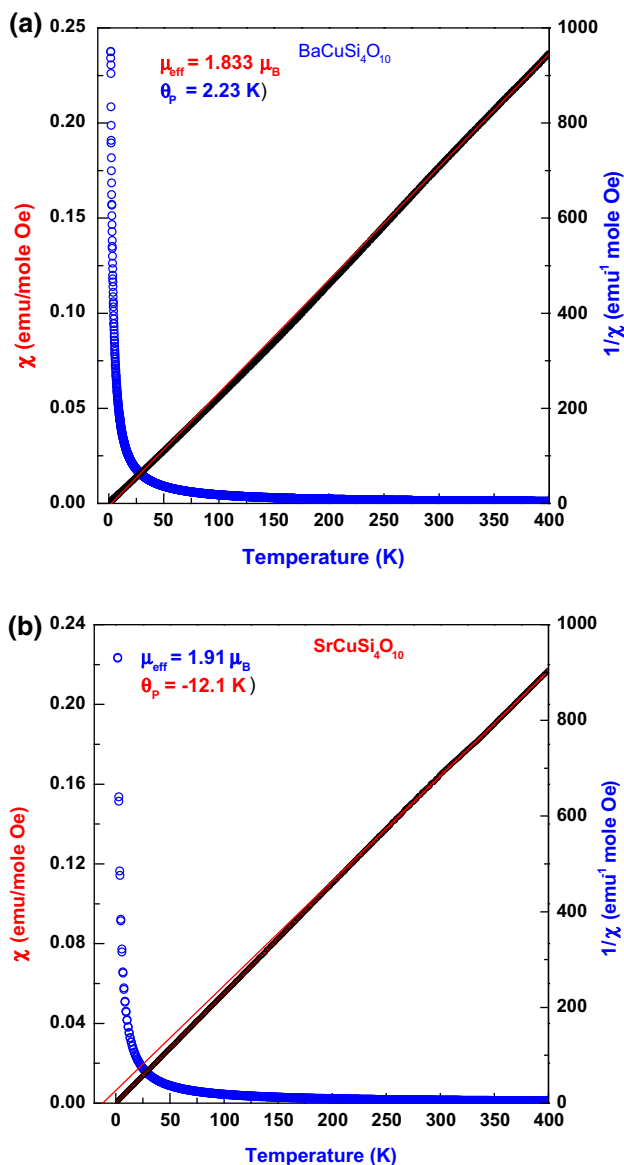 (a)
0.25
0.20
0.15
0.10
0.05
0.00
χ (emu/mole Oe)
μeff = 1.833 μB
θP = 2.23 K)
BaCuSi4O10
1000
800
600
400
200
0
1/χ (emu-1 mole Oe)
0 25 50 75 100 150 200 250 300 350 400
Temperature (K)
(b)
0.24
0.20
0.16
0.12
0.08
0.04
0.00
χ (emu/mole Oe)
μeff = 1.91 μB
θP = -12.1 K)
SrCuSi4O10
1000
800
600
400
200
0
1/χ (emu-1 mole Oe)
0 50 100 150 200 250 300 350 400
Temperature (K)